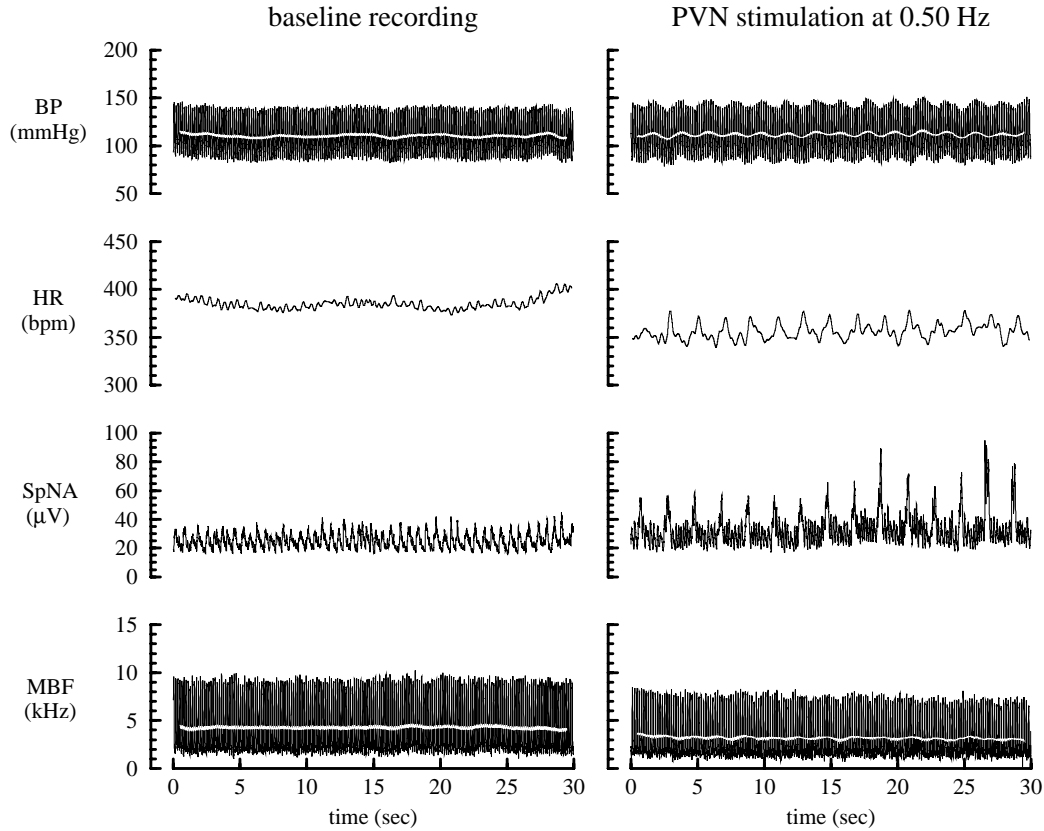 baseline recording
PVN stimulation at 0.50 Hz
BP
(mmHg)
200
150
100
50
HR
(bpm)
450
400
350
300
SpNA
(µV)
100
80
60
40
20
0
MBF
(kHz)
15
10
5
0
0 5 10 15 20 25 30
0 5 10 15 20 25 30
time (sec)
time (sec)